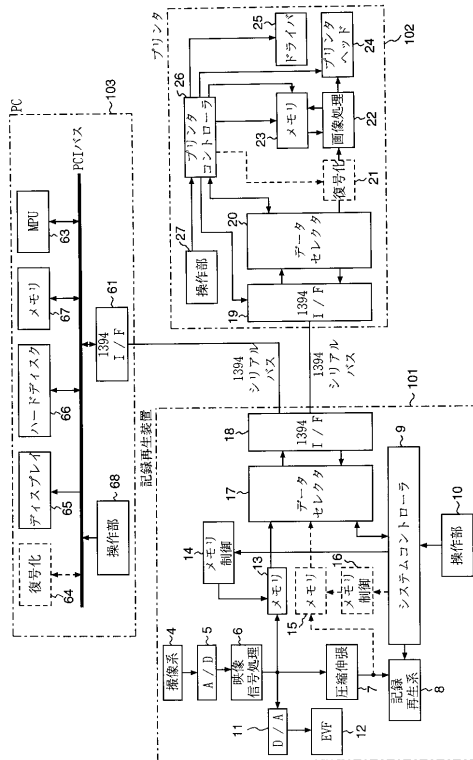 PC
103
復号化
64
ディスプレイ
65
ハードディスク
66
メモリ
67
MPU
63
PCIバス
操作部
68
1394
I/F
61
プリンタ
102
操作部
27
プリンタ
コントローラ
26
ドライバ
25
メモリ
23
プリンタ
ヘッド
24
画像処理
22
復号化
21
データ
セレクタ
20
1394
I/F
19
1394
シリアル
バス
1394
シリアル
バス
記録再生装置
101
撮像系
4
A/D
5
映像
信号処理
6
圧縮伸張
7
記録
再生系
8
システムコントローラ
9
操作部
10
D/A
11
EVF
12
メモリ
13
メモリ
制御
14
メモリ
15
メモリ
制御
16
データ
セレクタ
17
1394
I/F
18